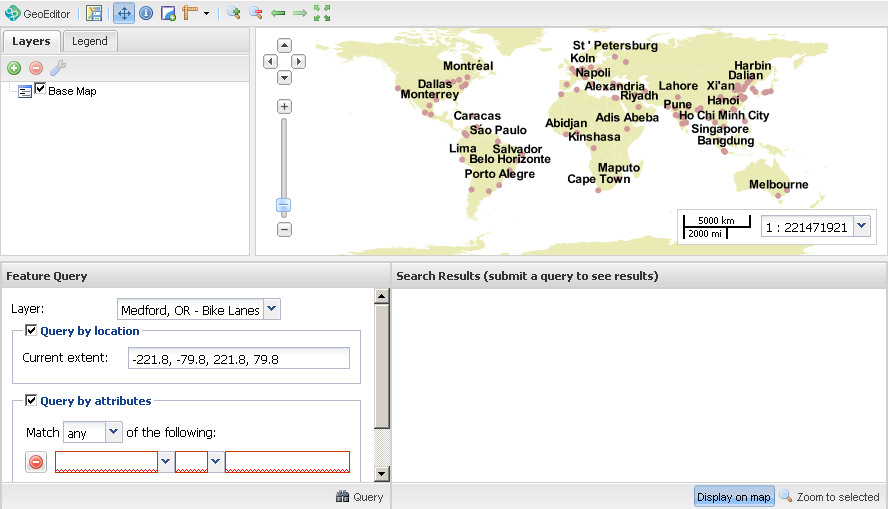 GeoEditor
Layers
Legend
Base Map
St ' Petersburg
Koln
Montréal
Napoli
Harbin
Dalian
Dallas
Alexandria
Lahore
Xi'an
Monterrey
Riyadh
Pune
Hanoi
Caracas
Adis Abeba
Ho Chi Minh City
Abidjan
São Paulo
Singapore
Kinshasa
Bangdung
Lima
Salvador
Belo Horizonte
Maputo
Porto Alegre
Cape Town
Melbourne
5000 km
2000 mi
1 : 221471921
Feature Query
Search Results (submit a query to see results)
Layer:
Medford, OR - Bike Lanes
Query by location
Current extent:
-221.8, -79.8, 221.8, 79.8
Query by attributes
Match any of the following:
Query
Display on map
Zoom to selected